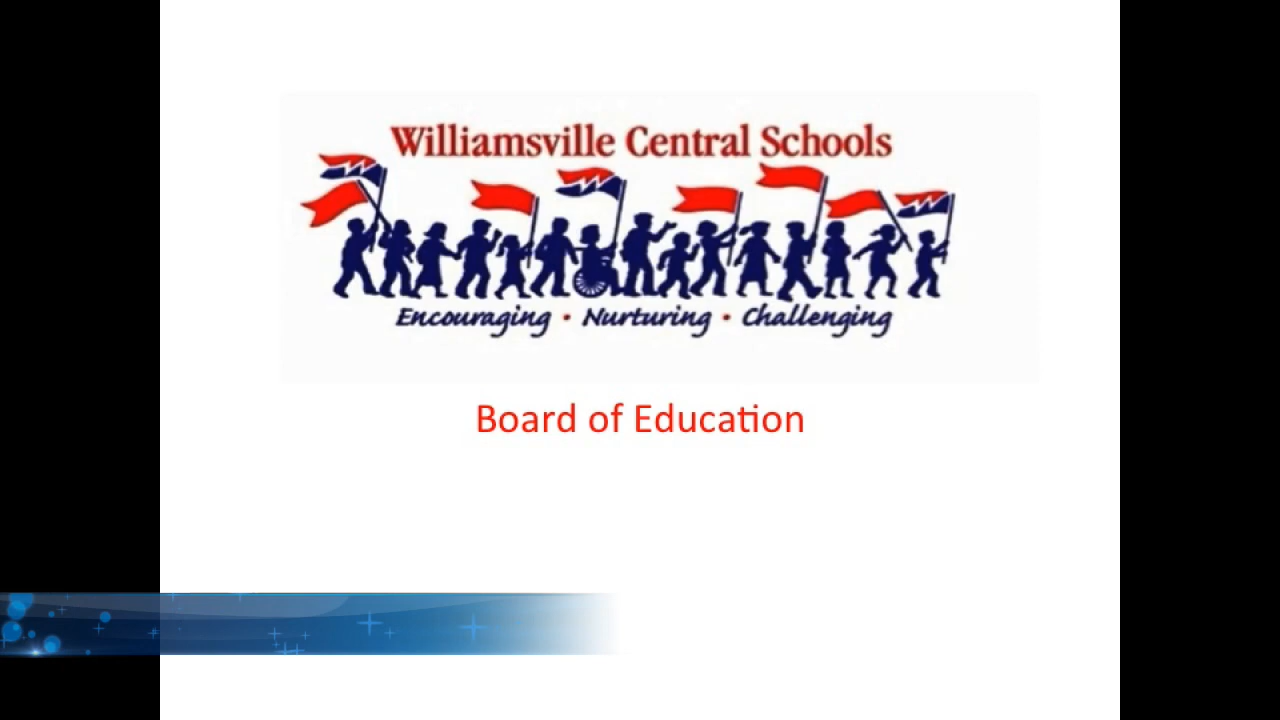 Williamsville Central Schools
Encouraging • Nurturing • Challenging
Board of Education